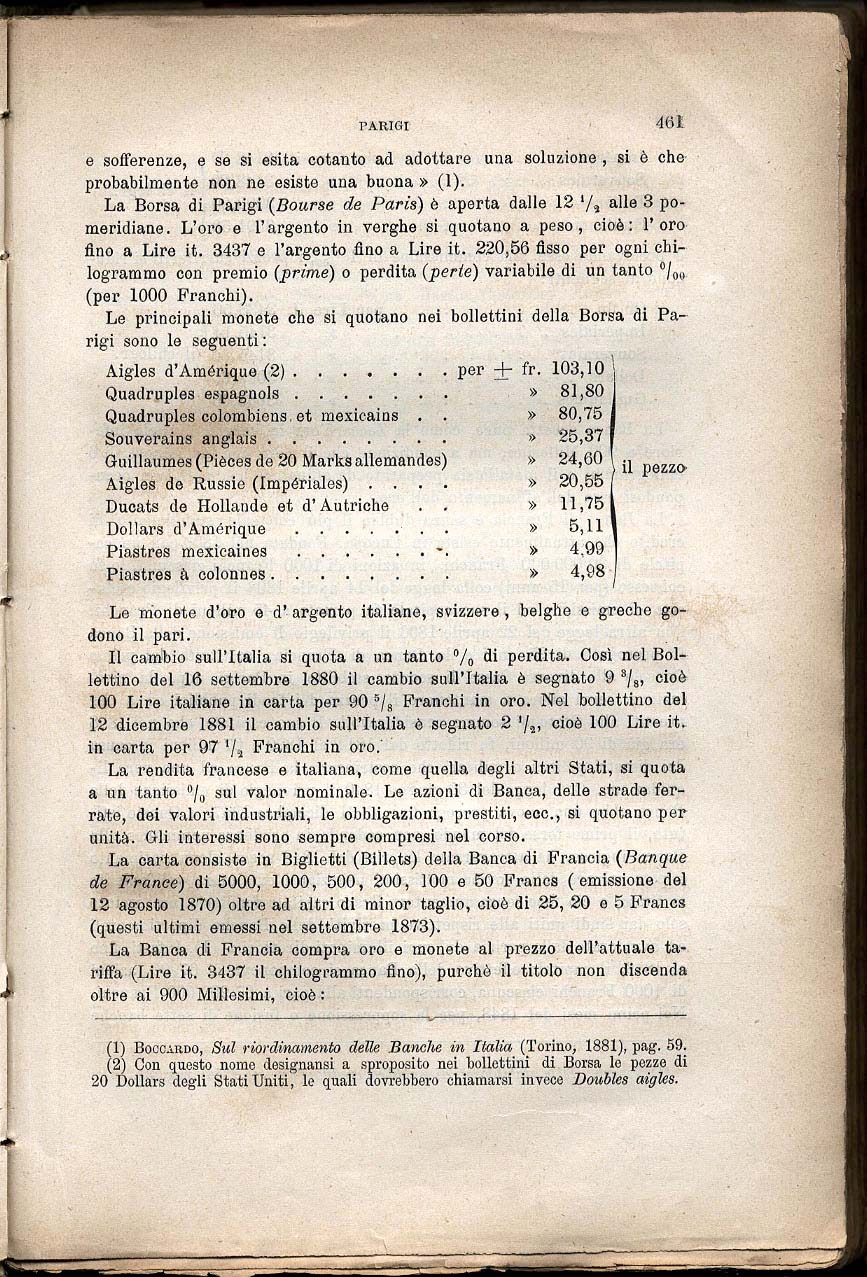 PARIGI 461
e sofferenze, e se si esita cotanto ad adottare una soluzione, si è che
probabilmente non ne esiste una buona » (1).
La Borsa di Parigi (Bourse de Paris) è aperta dalle 12 1/2 alle 3 po-
meridiane. L'oro e l'argento in verghe si quotano a peso, cioè: l'oro
fino a Lire it. 3437 e l'argento fino a Lire it. 220,56 fisso per ogni chi-
logrammo con premio (prime) o perdita (perte) variabile di un tanto 0/00
(per 1000 Franchi).
Le principali monete che si quotano nei bollettini della Borsa di Pa-
rigi sono le seguenti:
Aigles d'Amérique (2) . . . . . . . per ± fr. 103,10
Quadruples espagnols . . . . . . . » 81,80
Quadruples colombiens et mexicains . . » 80,75
Souverains anglais . . . . . . . . » 25,37
Guillaumes (Pièces de 20 Marks allemandes) » 24,60
il pezzo
Aigles de Russie (Impériales) . . . . » 20,55
Ducats de Hollande et d'Autriche . . » 11,75
Dollars d'Amérique . . . . . . . » 5,11
Piastres mexicaines . . . . . . . » 4,99
Piastres à colonnes . . . . . . . . » 4,98
Le monete d'oro e d'argento italiane, svizzere, belghe e greche go-
dono il pari.
Il cambio sull'Italia si quota a un tanto 0/0 di perdita. Così nel Bol-
lettino del 16 settembre 1880 il cambio sull'Italia è segnato 9 3/8, cioè
100 Lire italiane in carta per 90 5/8 Franchi in oro. Nel bollettino del
12 dicembre 1881 il cambio sull'Italia è segnato 2 1/2, cioè 100 Lire it.
in carta per 97 1/2 Franchi in oro.
La rendita francese e italiana, come quella degli altri Stati, si quota
a un tanto 0/0 sul valor nominale. Le azioni di Banca, delle strade fer-
rate, dei valori industriali, le obbligazioni, prestiti, ecc., si quotano per
unità. Gli interessi sono sempre compresi nel corso.
La carta consiste in Biglietti (Billets) della Banca di Francia (Banque
de France) di 5000, 1000, 500, 200, 100 e 50 Francs (emissione del
12 agosto 1870) oltre ad altri di minor taglio, cioè di 25, 20 e 5 Francs
(questi ultimi emessi nel settembre 1873).
La Banca di Francia compra oro e monete al prezzo dell'attuale ta-
riffa (Lire it. 3437 il chilogrammo fino), purchè il titolo non discenda
oltre ai 900 Millesimi, cioè:
(1) BOCCARDO, Sul riordinamento delle Banche in Italia (Torino, 1881), pag. 59.
(2) Con questo nome designansi a sproposito nei bollettini di Borsa le pezze di
20 Dollars degli Stati Uniti, le quali dovrebbero chiamarsi invece Doubles aigles.